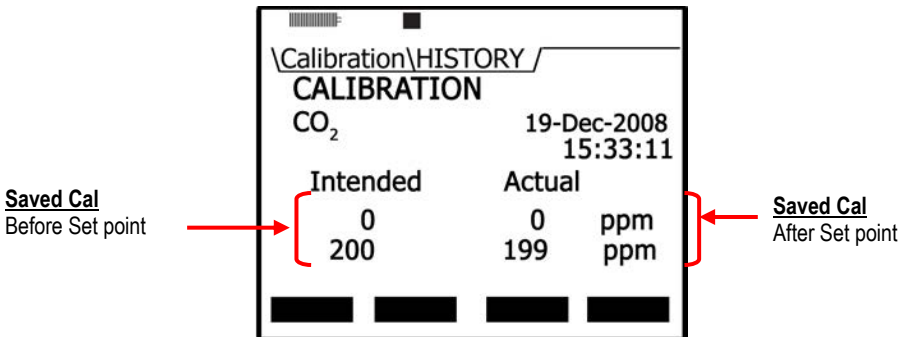 \Calibration\HISTORY /
CALIBRATION
CO₂ 19-Dec-2008
15:33:11
Intended Actual
0 0 ppm
200 199 ppm
Saved Cal
Before Set point
Saved Cal
After Set point